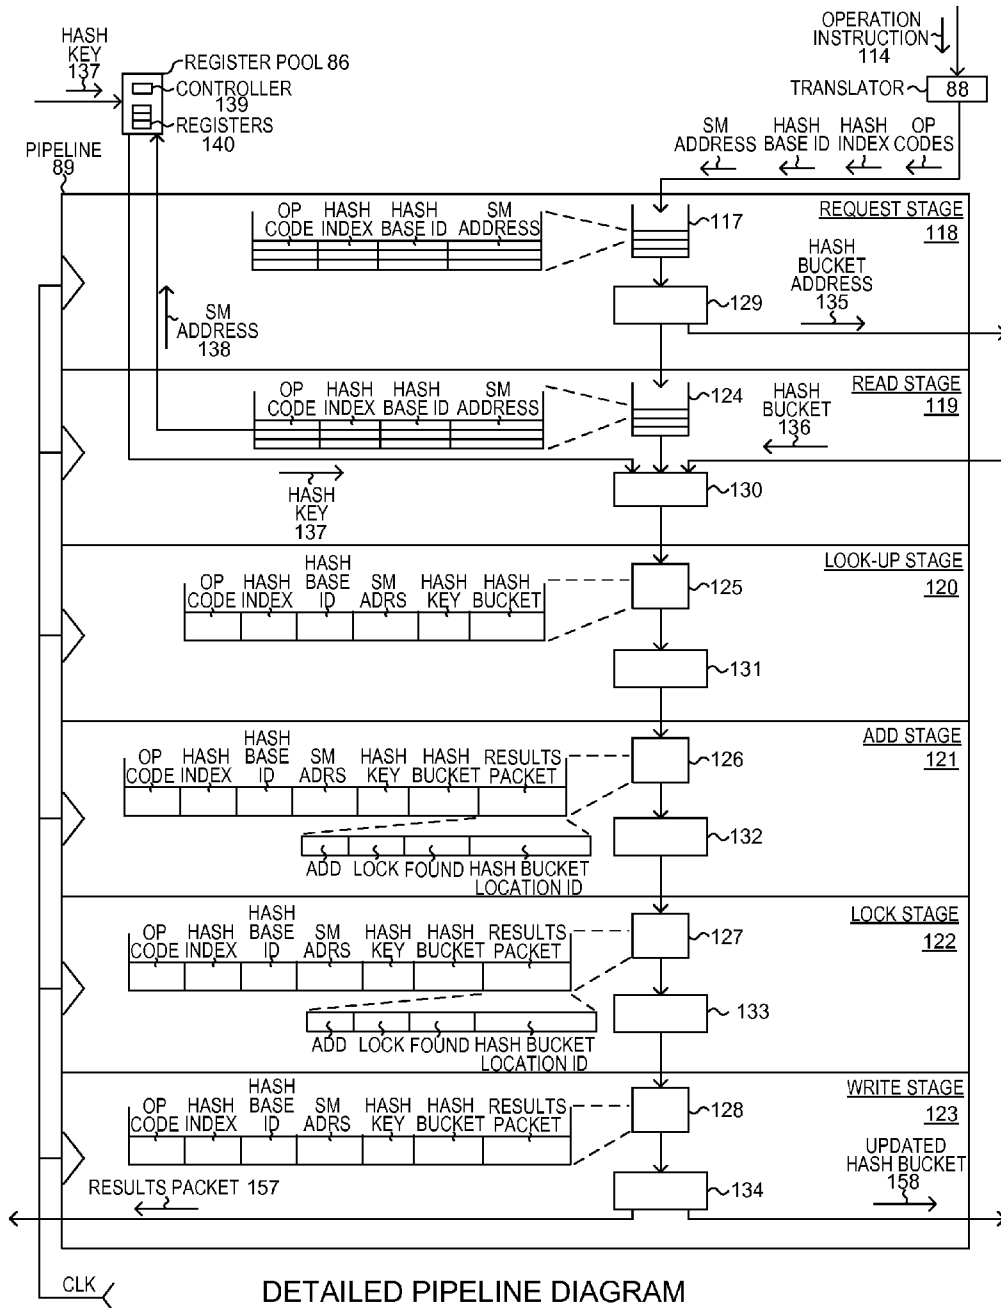 HASH
KEY
137
REGISTER POOL 86
CONTROLLER
139
REGISTERS
140
OPERATION
INSTRUCTION
114
TRANSLATOR
88
SM
ADDRESS
HASH
BASE ID
HASH
INDEX
OP
CODES
PIPELINE
89
OP
CODE
HASH
INDEX
HASH
BASE ID
SM
ADDRESS
117
REQUEST STAGE
118
129
HASH
BUCKET
ADDRESS
135
SM
ADDRESS
138
OP
CODE
HASH
INDEX
HASH
BASE ID
SM
ADDRESS
124
READ STAGE
119
HASH
BUCKET
136
HASH
KEY
137
130
OP
CODE
HASH
INDEX
HASH
BASE
ID
SM
ADRS
HASH
KEY
HASH
BUCKET
125
LOOK-UP STAGE
120
131
OP
CODE
HASH
INDEX
HASH
BASE
ID
SM
ADRS
HASH
KEY
HASH
BUCKET
RESULTS
PACKET
126
ADD STAGE
121
132
ADD
LOCK
FOUND
HASH BUCKET
LOCATION ID
OP
CODE
HASH
INDEX
HASH
BASE
ID
SM
ADRS
HASH
KEY
HASH
BUCKET
RESULTS
PACKET
127
LOCK STAGE
122
133
ADD
LOCK
FOUND
HASH BUCKET
LOCATION ID
OP
CODE
HASH
INDEX
HASH
BASE
ID
SM
ADRS
HASH
KEY
HASH
BUCKET
RESULTS
PACKET
128
WRITE STAGE
123
134
RESULTS PACKET 157
UPDATED
HASH BUCKET
158
CLK
DETAILED PIPELINE DIAGRAM